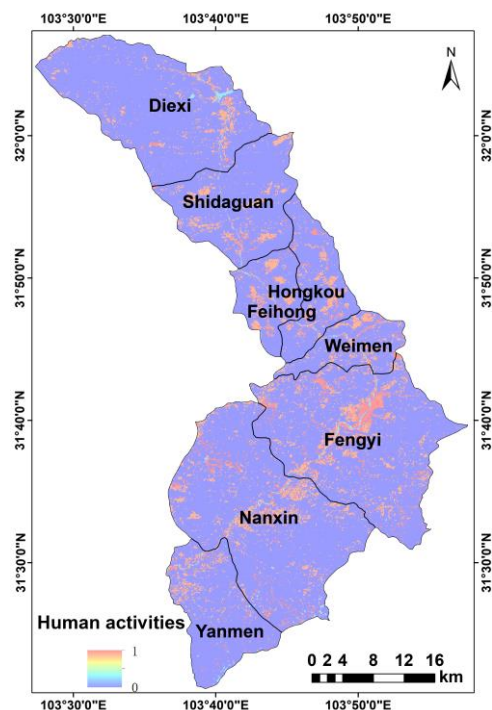 103°30'0"E 103°40'0"E 103°50'0"E
N
32°0'0"N
31°50'0"N
31°40'0"N
31°30'0"N
32°0'0"N
31°50'0"N
31°40'0"N
31°30'0"N
Diexi
Shidaguan
Hongkou
Feihong
Weimen
Fengyi
Nanxin
Yanmen
Human activities
1
0
0 2 4 8 12 16
km
103°30'0"E 103°40'0"E 103°50'0"E